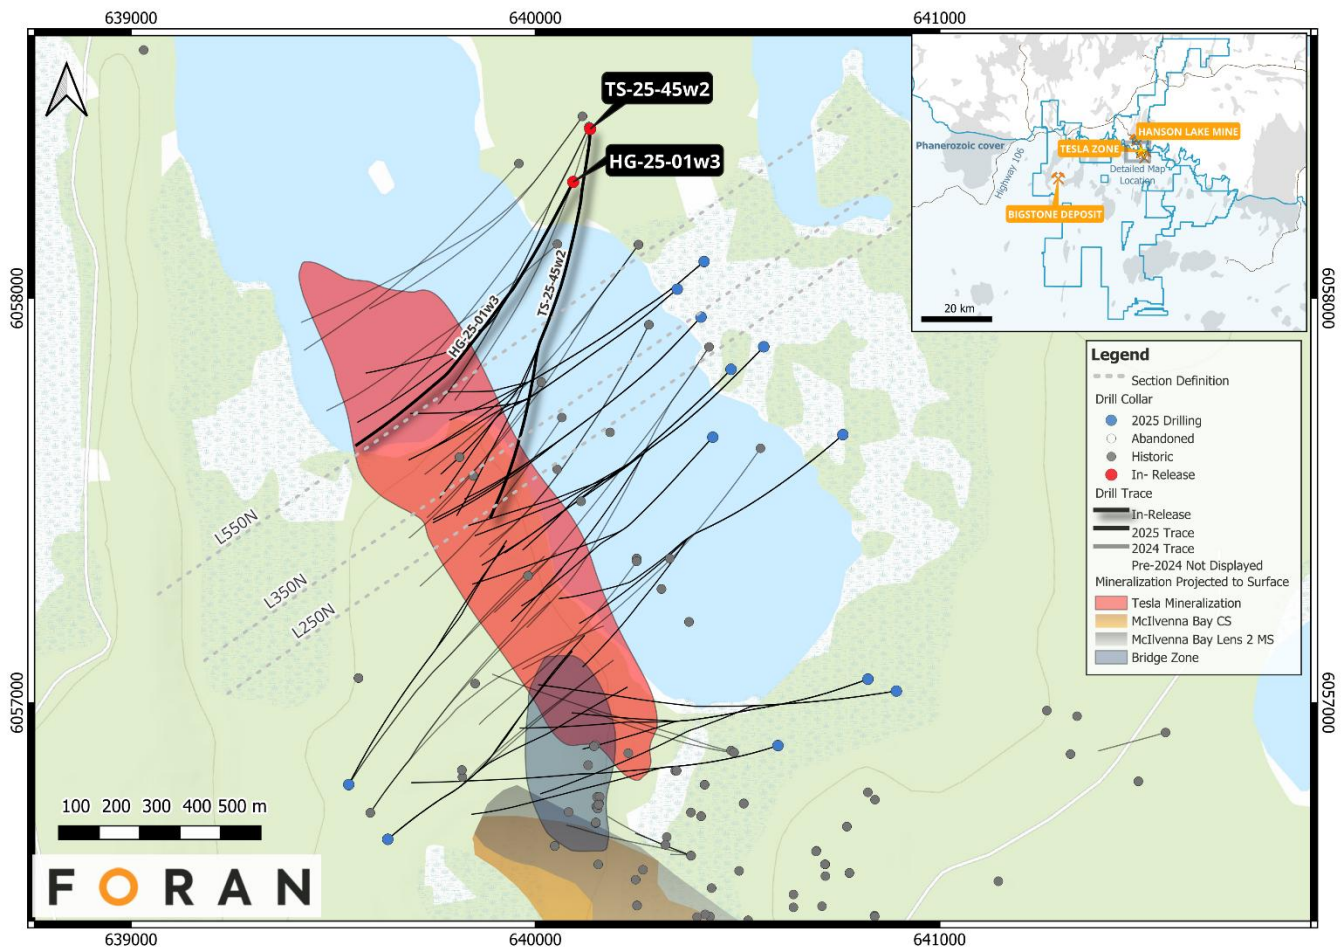 639000
640000
641000
TS-25-45w2
HG-25-01w3
HG-25-01w3
TS-25-45w2
6058000
6057000
6058000
6057000
L550N
L350N
L250N
HANSON LAKE MINE
TESLA ZONE
Phanerozoic cover
Highway 106
Detailed Map
Location
BIGSTONE DEPOSIT
20 km
Legend
Section Definition
Drill Collar
2025 Drilling
Abandoned
Historic
In- Release
Drill Trace
In-Release
2025 Trace
2024 Trace
Pre-2024 Not Displayed
Mineralization Projected to Surface
Tesla Mineralization
McIlvenna Bay CS
McIlvenna Bay Lens 2 MS
Bridge Zone
100 200 300 400 500 m
FORAN
639000
640000
641000